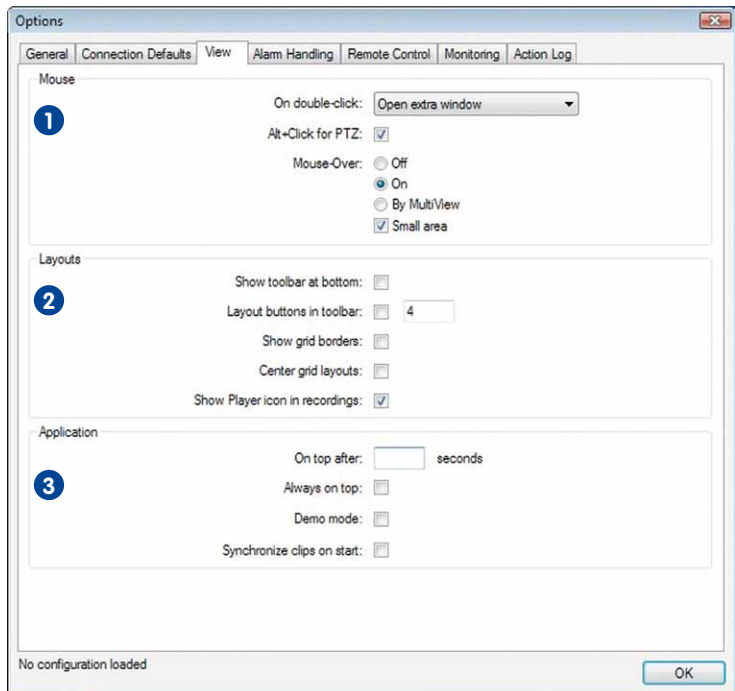 Options
General Connection Defaults View Alarm Handling Remote Control Monitoring Action Log
Mouse
1
On double-click: Open extra window
Alt+Click for PTZ:
Mouse-Over: Off
On
By MultiView
Small area
Layouts
Show toolbar at bottom:
2
Layout buttons in toolbar: 4
Show grid borders:
Center grid layouts:
Show Player icon in recordings:
Application
On top after: seconds
3
Always on top:
Demo mode:
Synchronize clips on start:
No configuration loaded
OK